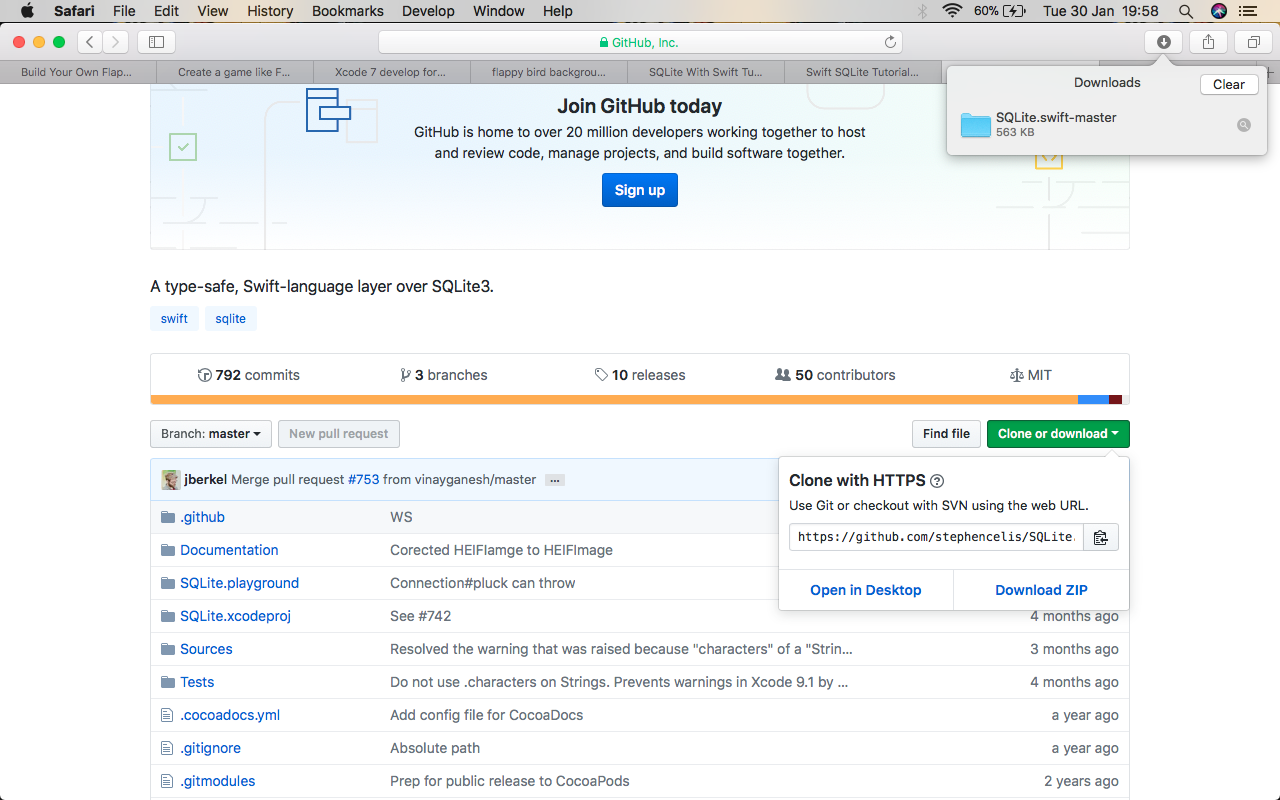 Safari File Edit View History Bookmarks Develop Window Help 60% Tue 30 Jan 19:58
GitHub, Inc.
Build Your Own Flap... Create a game like F... Xcode 7 develop for... flappy bird backgrou... SQLite With Swift Tu... Swift SQLite Tutorial...
Downloads Clear
SQLite.swift-master
563 KB
Join GitHub today
GitHub is home to over 20 million developers working together to host
and review code, manage projects, and build software together.
Sign up
A type-safe, Swift-language layer over SQLite3.
swift sqlite
792 commits 3 branches 10 releases 50 contributors MIT
Branch: master New pull request Find file Clone or download
jberkel Merge pull request #753 from vinayganesh/master ...
Clone with HTTPS ?
Use Git or checkout with SVN using the web URL.
https://github.com/stephencelis/SQLite.
Open in Desktop Download ZIP
.github WS
Documentation Corected HEIFIamge to HEIFImage
SQLite.playground Connection#pluck can throw
SQLite.xcodeproj See #742 4 months ago
Sources Resolved the warning that was raised because "characters" of a "Strin... 3 months ago
Tests Do not use .characters on Strings. Prevents warnings in Xcode 9.1 by ... 4 months ago
.cocoadocs.yml Add config file for CocoaDocs a year ago
.gitignore Absolute path a year ago
.gitmodules Prep for public release to CocoaPods 2 years ago